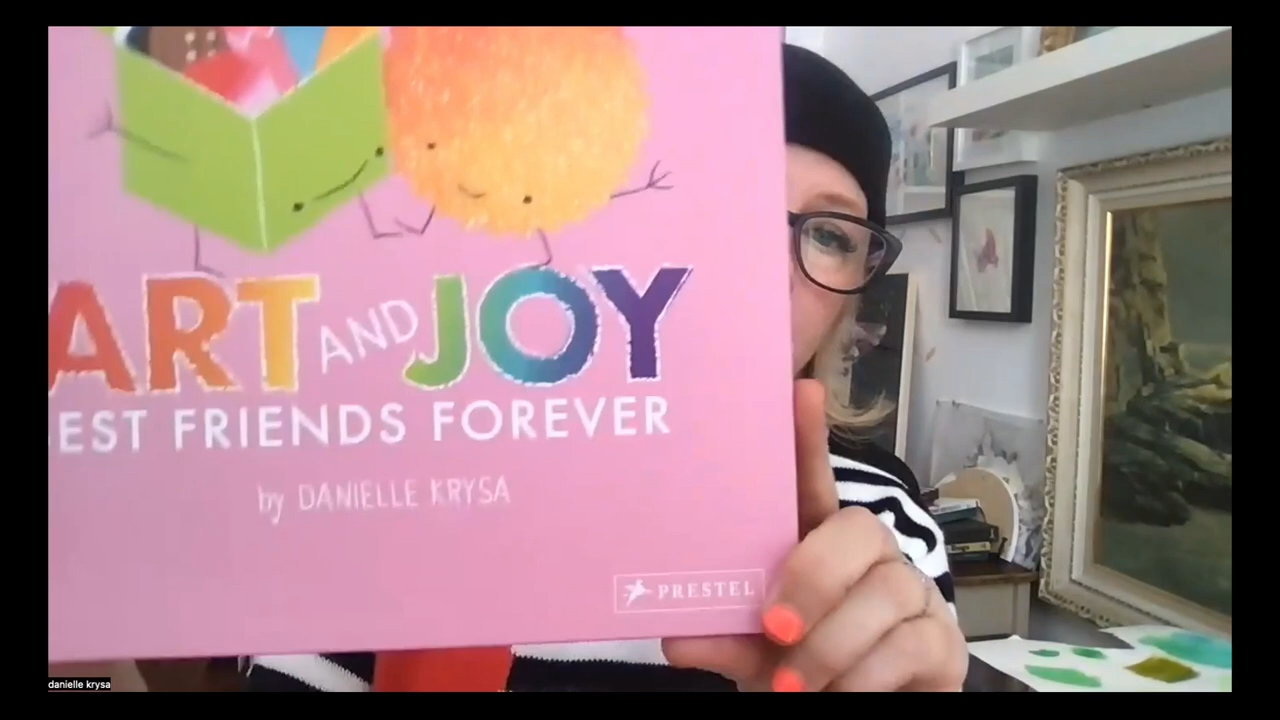 ART AND JOY
EST FRIENDS FOREVER
by DANIELLE KRYSA
PRESTEL
danielle krysa